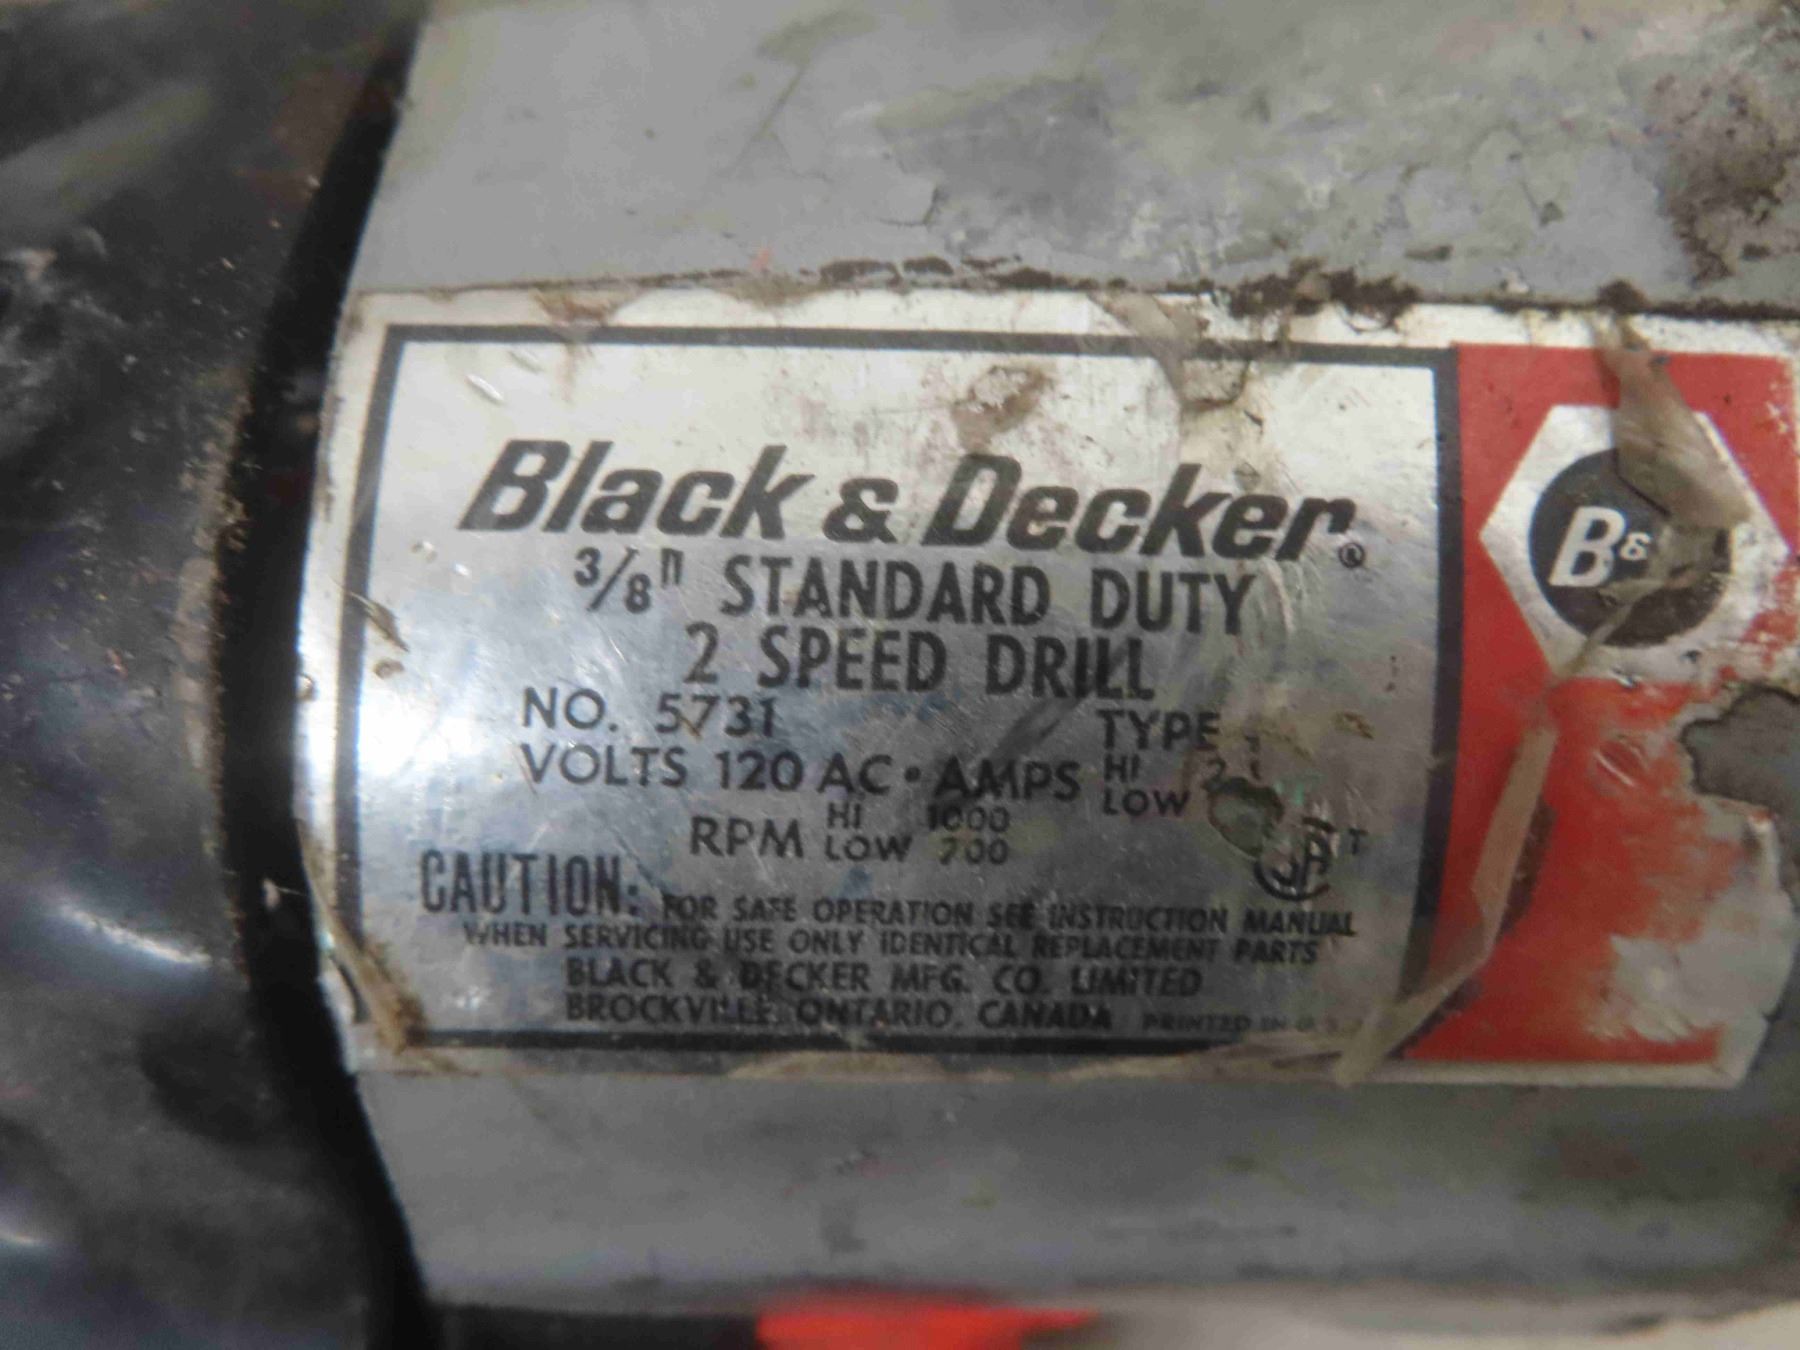 Black & Decker®
3/8" STANDARD DUTY
2 SPEED DRILL
NO. 5731 TYPE
VOLTS 120 AC • AMPS HI
LOW
RPM HI 1000
LOW 700
CAUTION: FOR SAFE OPERATION SEE INSTRUCTION MANUAL
WHEN SERVICING USE ONLY IDENTICAL REPLACEMENT PARTS
BLACK & DECKER MFG. CO. LIMITED
BROCKVILLE, ONTARIO, CANADA PRINTED IN U.S.
B&